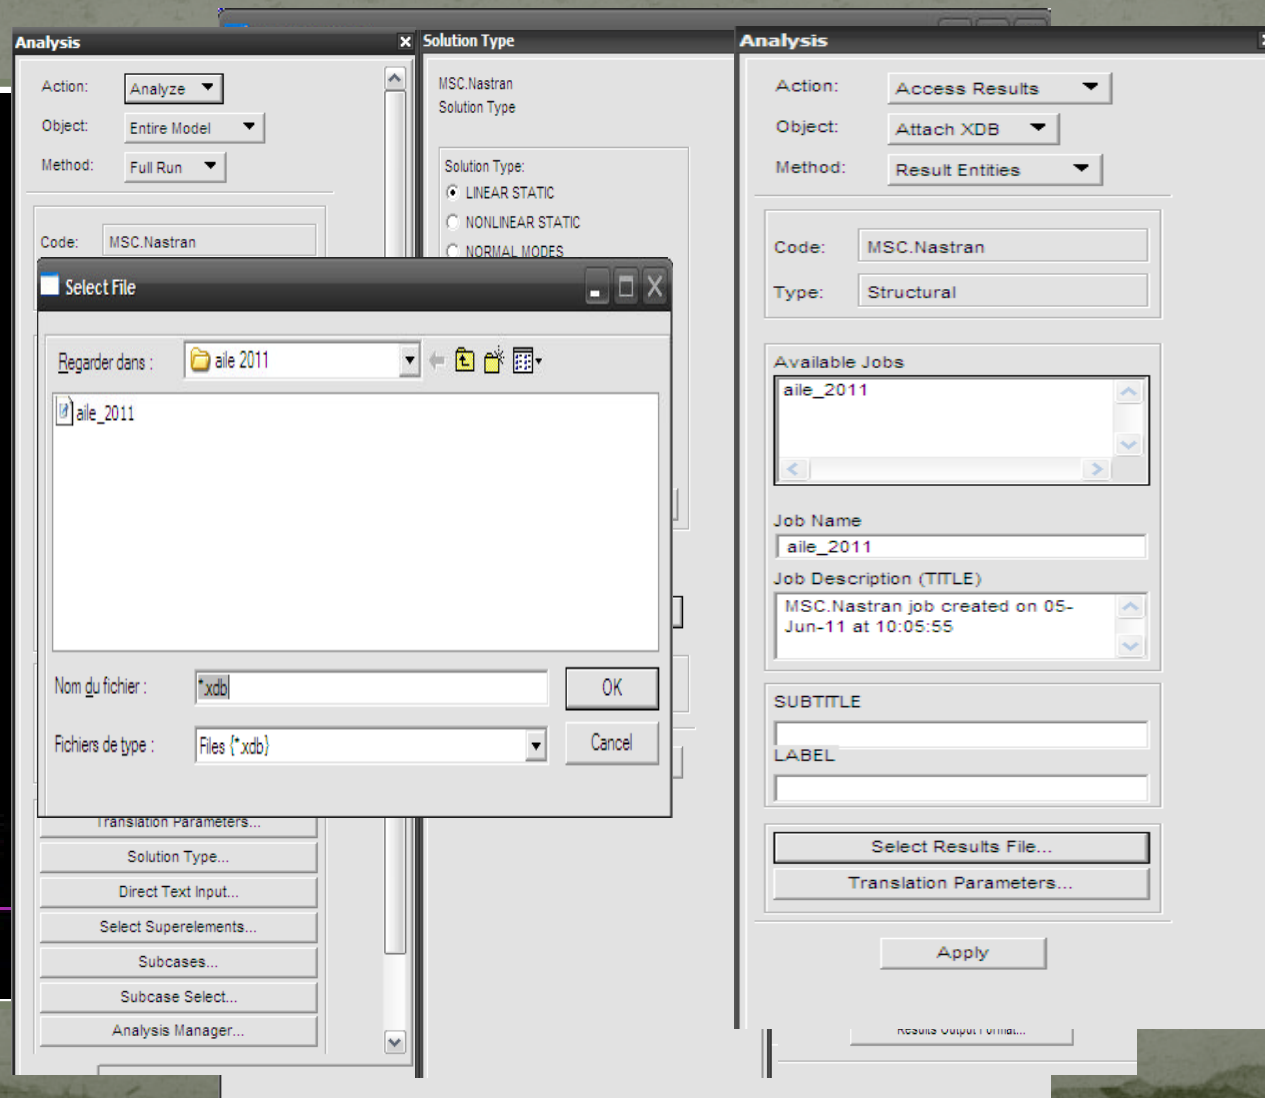 Analysis
Action: Analyze
Object: Entire Model
Method: Full Run
Code: MSC.Nastran
Translation Parameters...
Solution Type...
Direct Text Input...
Select Superelements...
Subcases...
Subcase Select...
Analysis Manager...
Solution Type
MSC.Nastran
Solution Type
Solution Type:
LINEAR STATIC
NONLINEAR STATIC
NORMAL MODES
Select File
Regarder dans : aile 2011
aile_2011
Nom du fichier : *.xdb OK
Fichiers de type : Files {*.xdb} Cancel
Analysis
Action: Access Results
Object: Attach XDB
Method: Result Entities
Code: MSC.Nastran
Type: Structural
Available Jobs
aile_2011
Job Name
aile_2011
Job Description (TITLE)
MSC.Nastran job created on 05-
Jun-11 at 10:05:55
SUBTITLE
LABEL
Select Results File...
Translation Parameters...
Apply
Results Output Format...